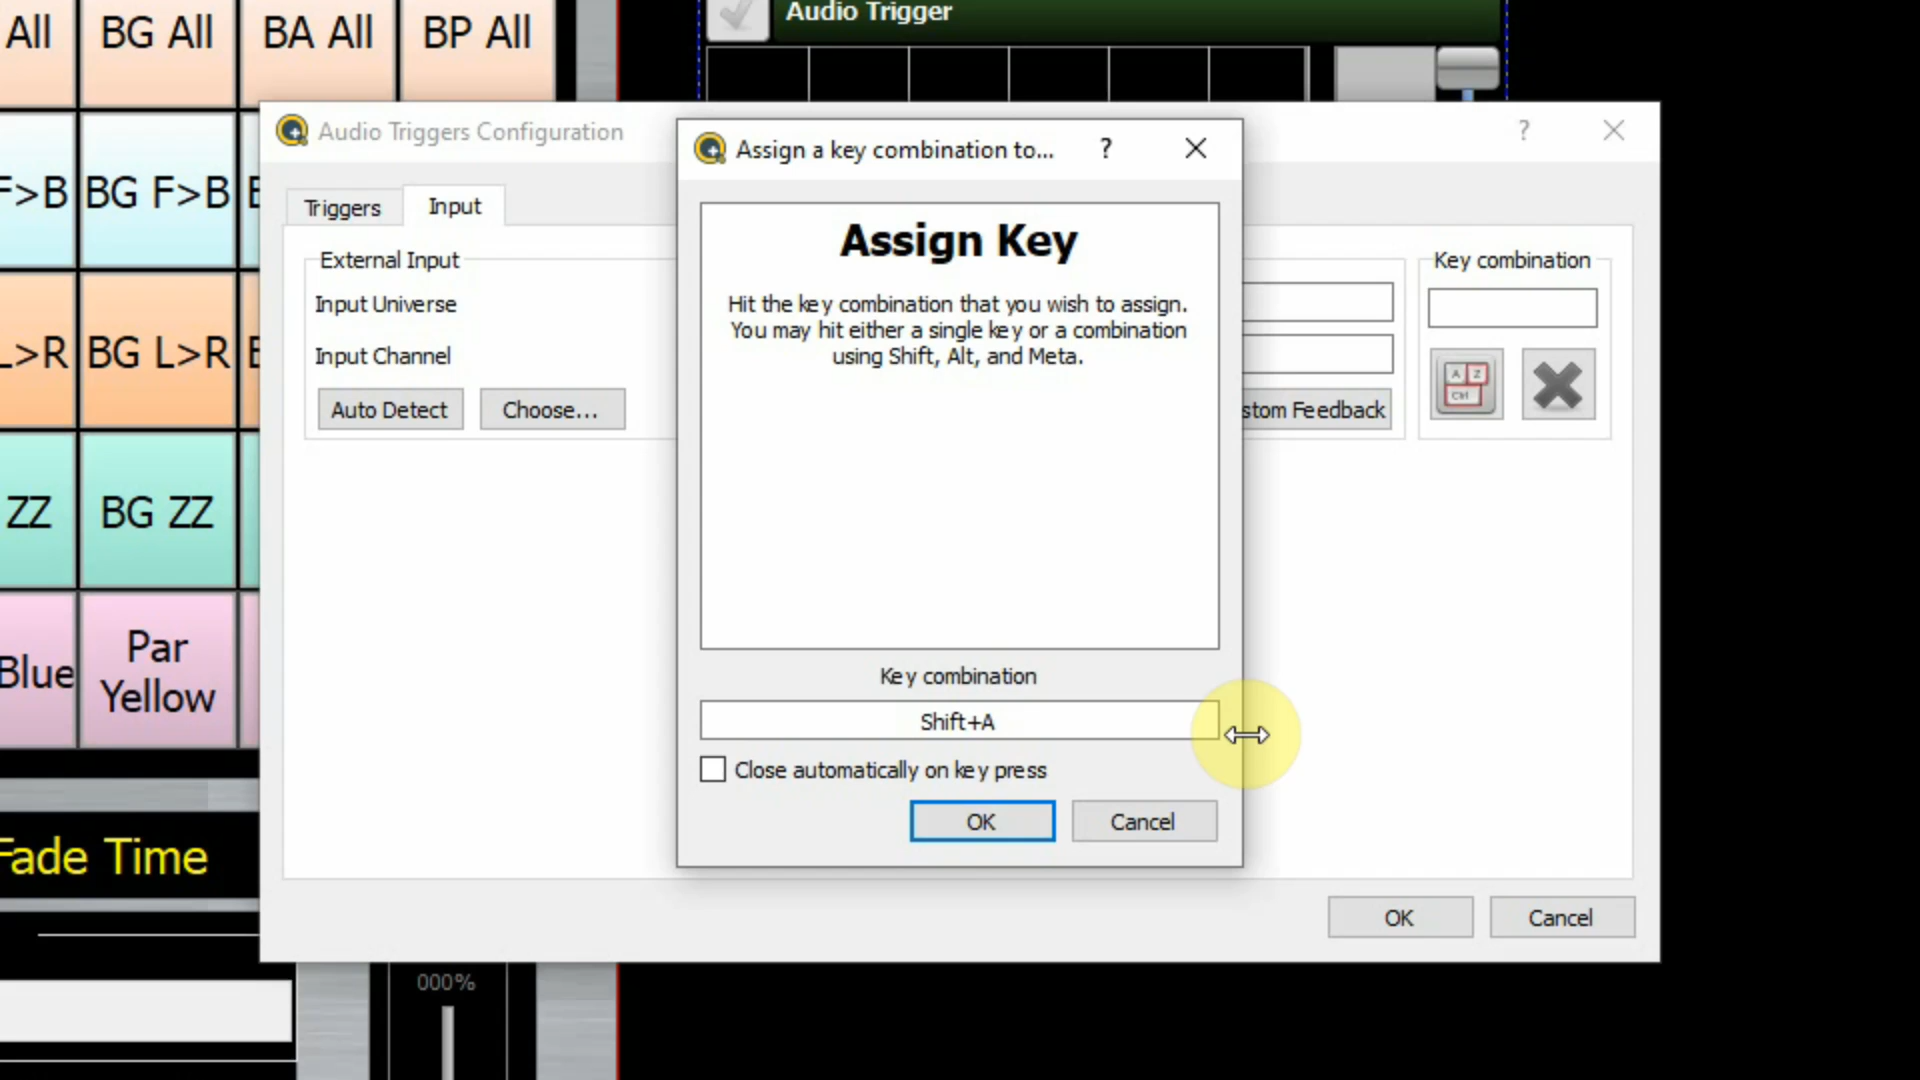 All
BG All
BA All
BP All
Audio Trigger
F>B
BG F>B
L>R
BG L>R
ZZ
BG ZZ
Blue
Par
Yellow
Fade Time
000%
Audio Triggers Configuration
?
Triggers
Input
External Input
Input Universe
Input Channel
Auto Detect
Choose...
stom Feedback
Key combination
A Z
Ctrl
OK
Cancel
Assign a key combination to...
?
Assign Key
Hit the key combination that you wish to assign.
You may hit either a single key or a combination
using Shift, Alt, and Meta.
Key combination
Shift+A
Close automatically on key press
OK
Cancel